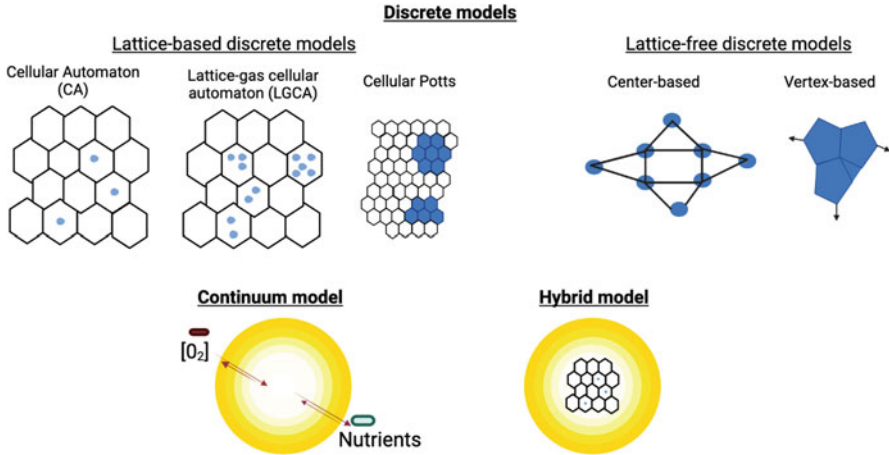 Discrete models
Lattice-based discrete models
Lattice-free discrete models
Cellular Automaton
(CA)
Lattice-gas cellular
automaton (LGCA)
Cellular Potts
Center-based
Vertex-based
Continuum model
Hybrid model
[0₂]
Nutrients